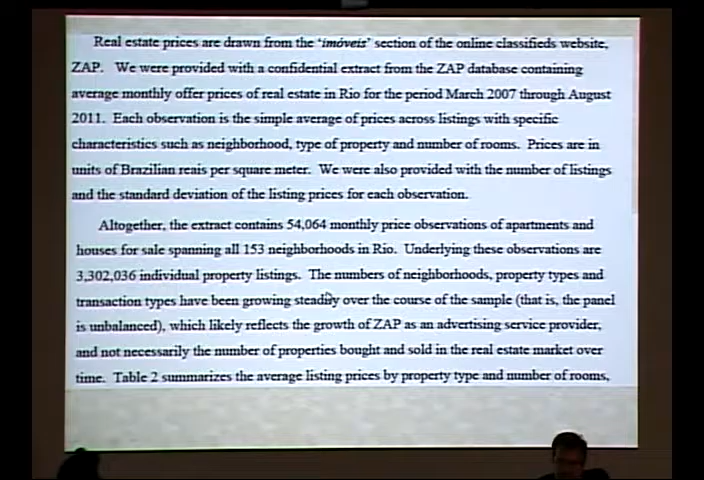 Real estate prices are drawn from the 'imóveis' section of the online classifieds website,
ZAP. We were provided with a confidential extract from the ZAP database containing
average monthly offer prices of real estate in Rio for the period March 2007 through August
2011. Each observation is the simple average of prices across listings with specific
characteristics such as neighborhood, type of property and number of rooms. Prices are in
units of Brazilian reais per square meter. We were also provided with the number of listings
and the standard deviation of the listing prices for each observation.
Altogether, the extract contains 54,064 monthly price observations of apartments and
houses for sale spanning all 153 neighborhoods in Rio. Underlying these observations are
3,302,036 individual property listings. The numbers of neighborhoods, property types and
transaction types have been growing steadily over the course of the sample (that is, the panel
is unbalanced), which likely reflects the growth of ZAP as an advertising service provider,
and not necessarily the number of properties bought and sold in the real estate market over
time. Table 2 summarizes the average listing prices by property type and number of rooms,